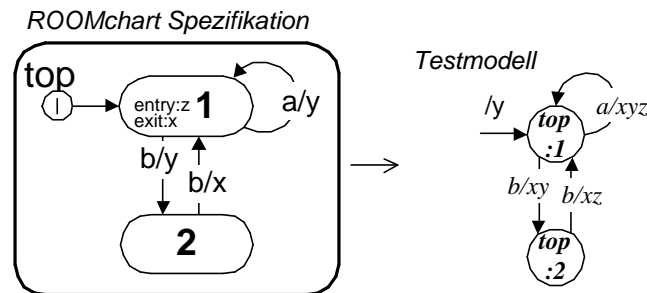 ROOMchart Spezifikation
top
I
entry:z
exit:x
1
a/y
b/y
b/x
2
Testmodell
/y
top
:1
a/xyz
b/xy
b/xz
top
:2